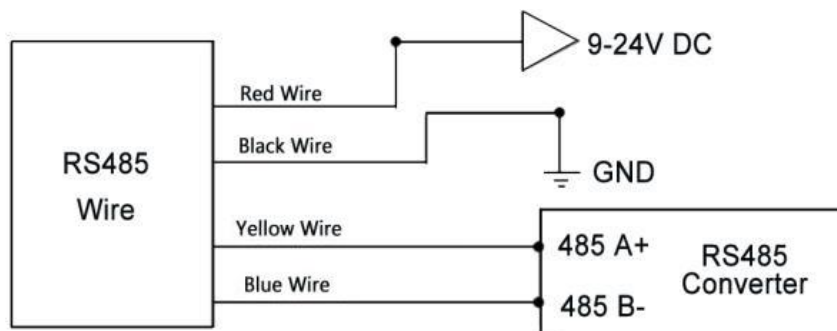 9-24V DC
Red Wire
Black Wire
RS485
Wire
GND
Yellow Wire
485 A+
RS485
Converter
Blue Wire
485 B-